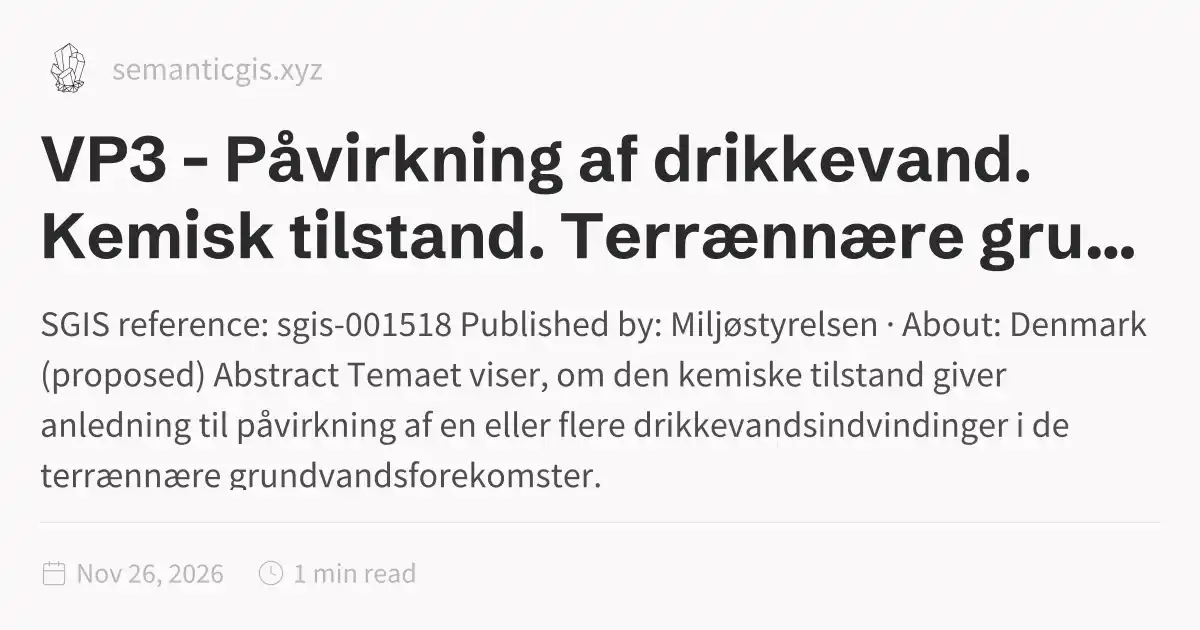 semanticgis.xyz
VP3 - Påvirkning af drikkevand.
Kemisk tilstand. Terrænnære gru...
SGIS reference: sgis-001518 Published by: Miljøstyrelsen · About: Denmark
(proposed) Abstract Temaet viser, om den kemiske tilstand giver
anledning til påvirkning af en eller flere drikkevandsindvindinger i de
terrænnære grundvandsforekomster.
Nov 26, 2026 1 min read